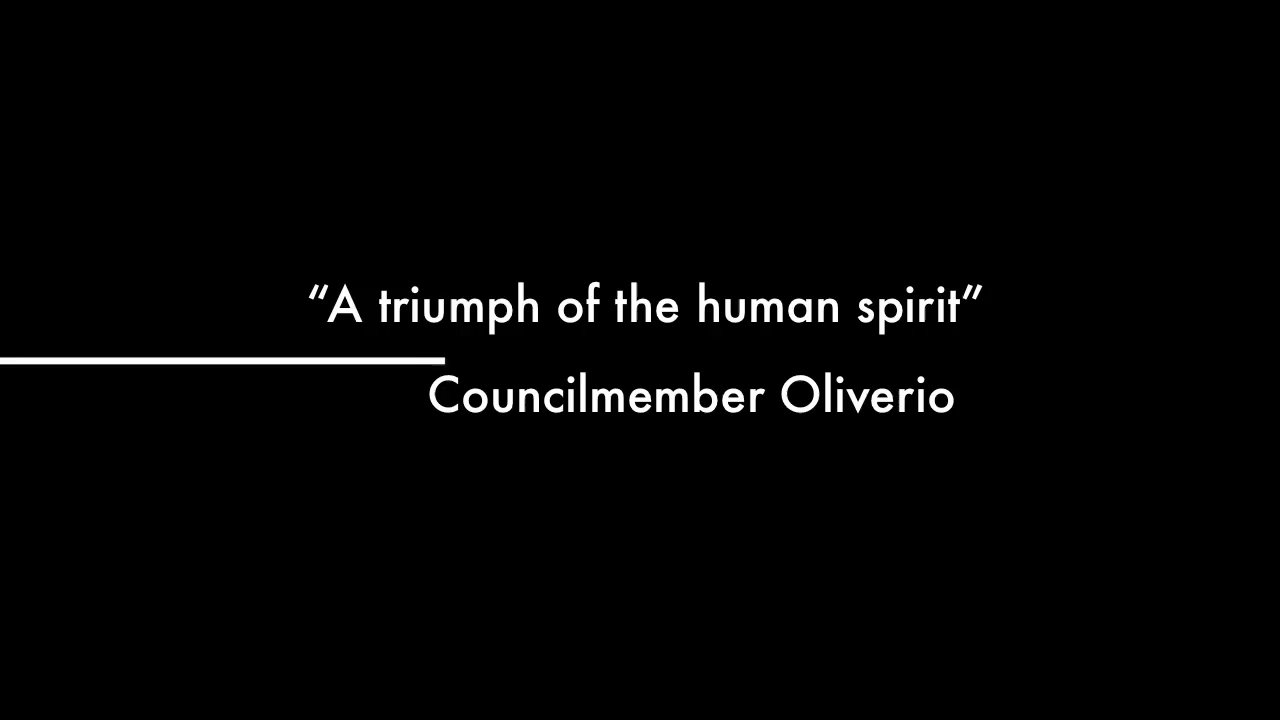 “A triumph of the human spirit”
Councilmember Oliverio